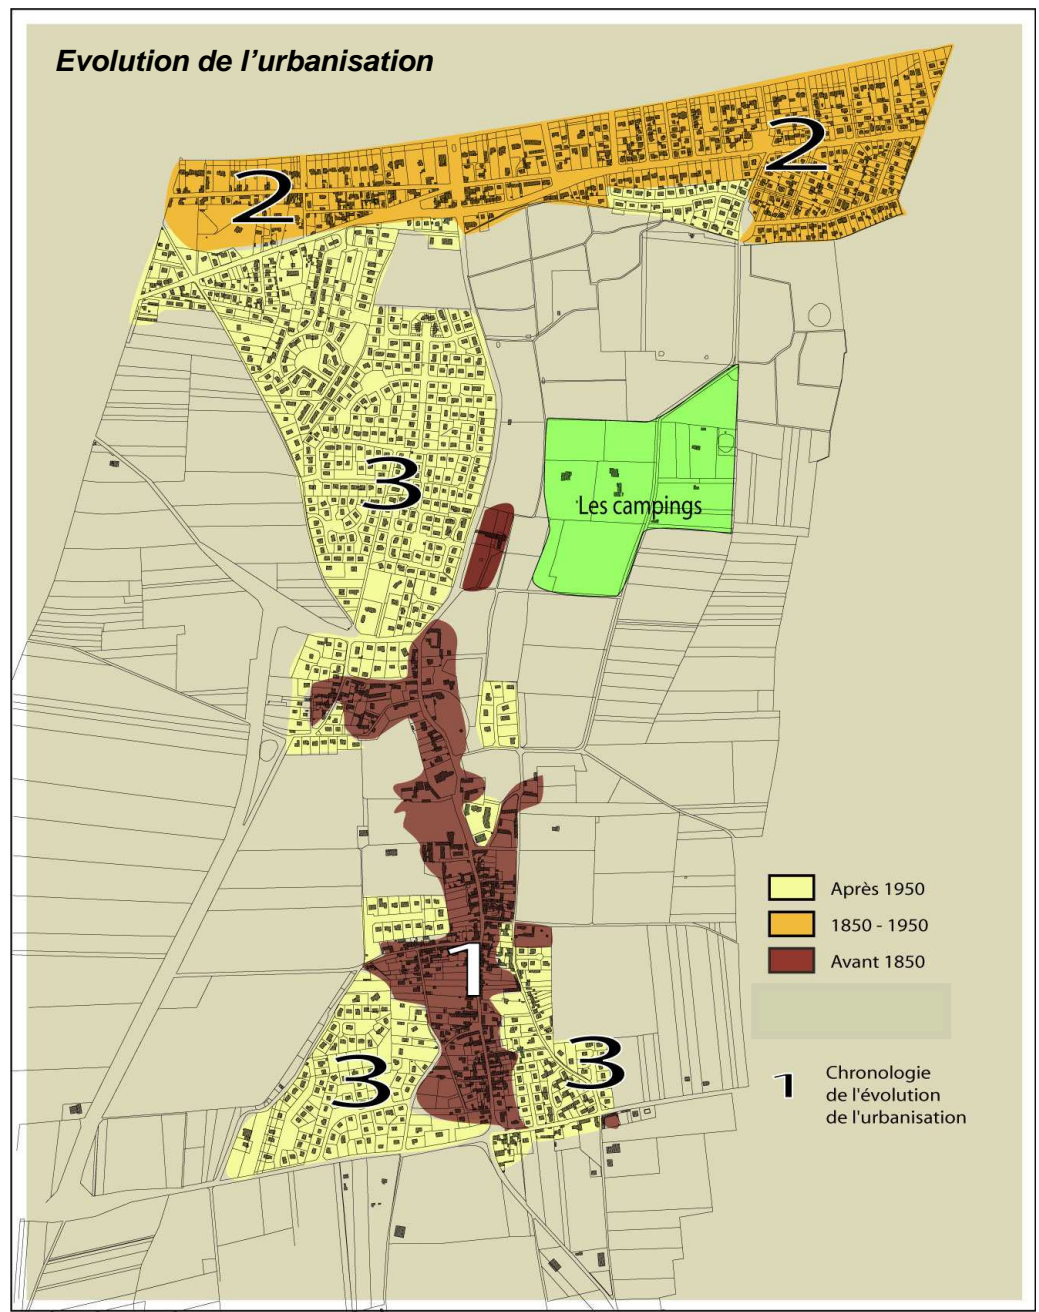 Evolution de l'urbanisation
2
2
3
Les campings
Après 1950
1850 - 1950
Avant 1850
1
3
3
1
Chronologie
de l'évolution
de l'urbanisation